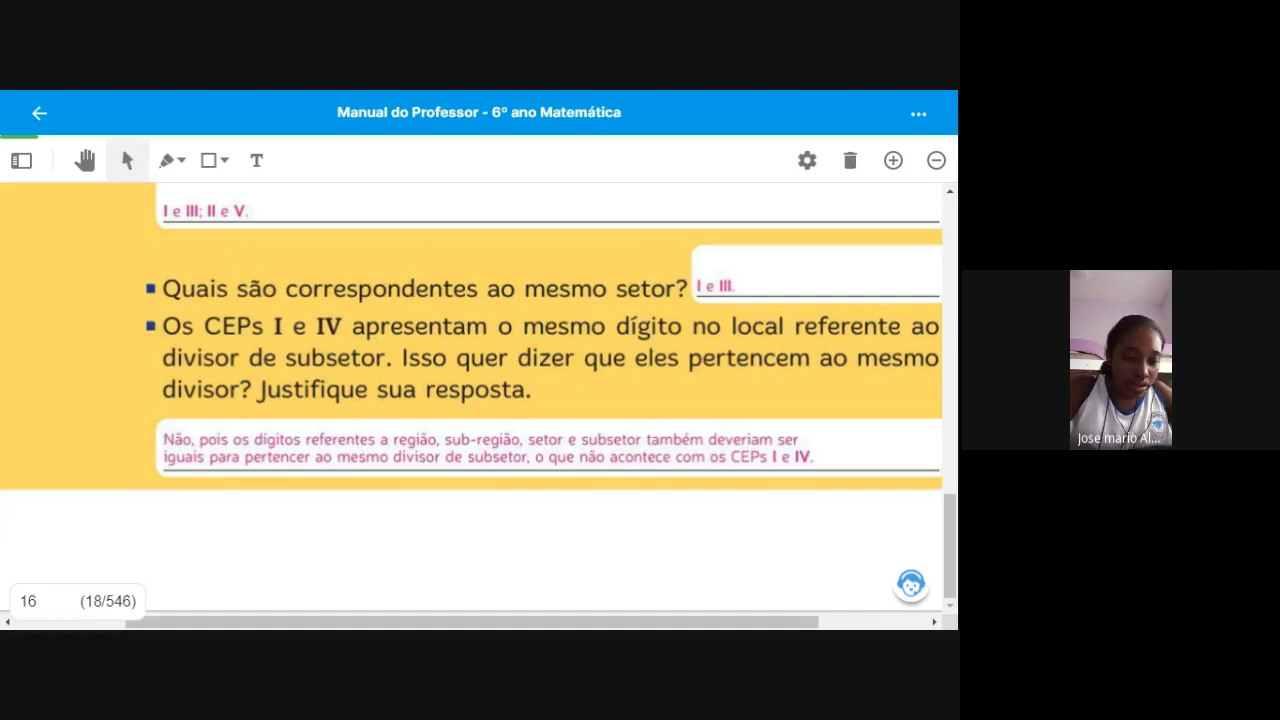 Manual do Professor - 6º ano Matemática
T
I e III; II e V.
Quais são correspondentes ao mesmo setor? I e III.
Os CEPs I e IV apresentam o mesmo dígito no local referente ao
divisor de subsetor. Isso quer dizer que eles pertencem ao mesmo
divisor? Justifique sua resposta.
Não, pois os dígitos referentes a região, sub-região, setor e subsetor também deveriam ser
iguais para pertencer ao mesmo divisor de subsetor, o que não acontece com os CEPs I e IV.
16 (18/546)
Jose mario Al...